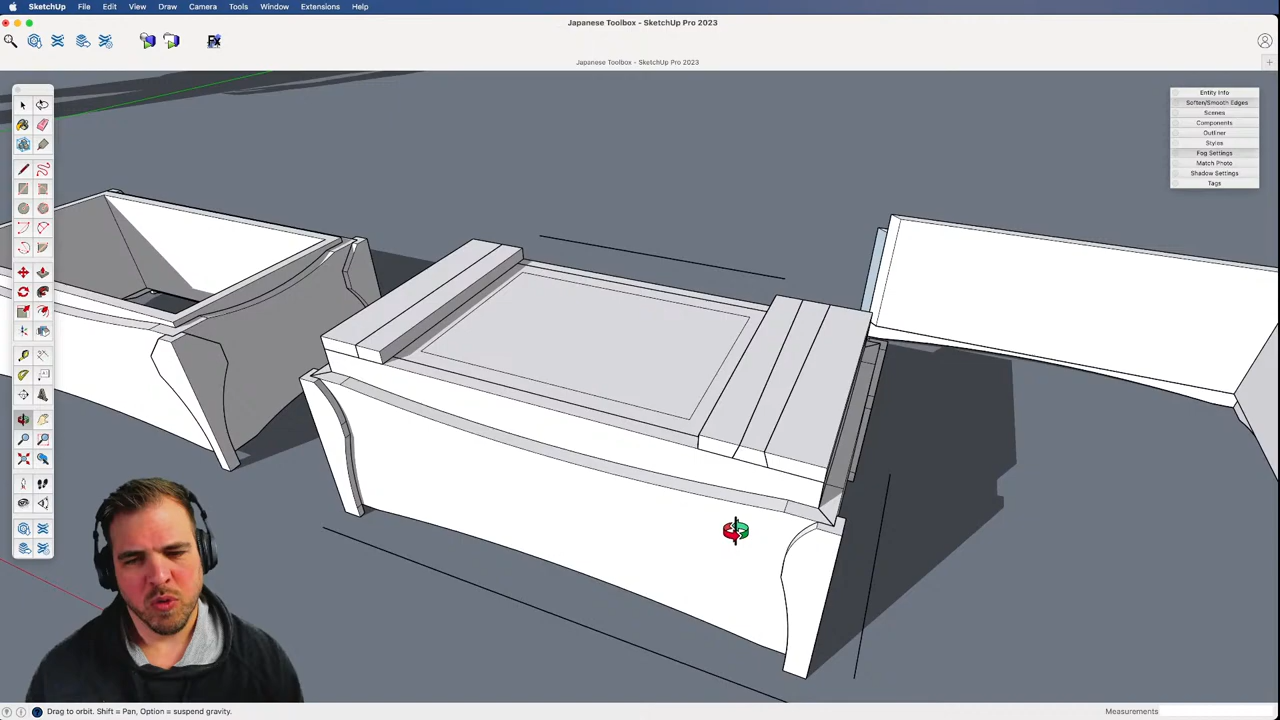 SketchUp File Edit View Draw Camera Tools Window Extensions Help
Japanese Toolbox - SketchUp Pro 2023
Japanese Toolbox - SketchUp Pro 2023
Entity Info
Soften/Smooth Edges
Scenes
Components
Outliner
Styles
Fog Settings
Match Photo
Shadow Settings
Tags
Drag to orbit. Shift = Pan, Option = suspend gravity.
Measurements